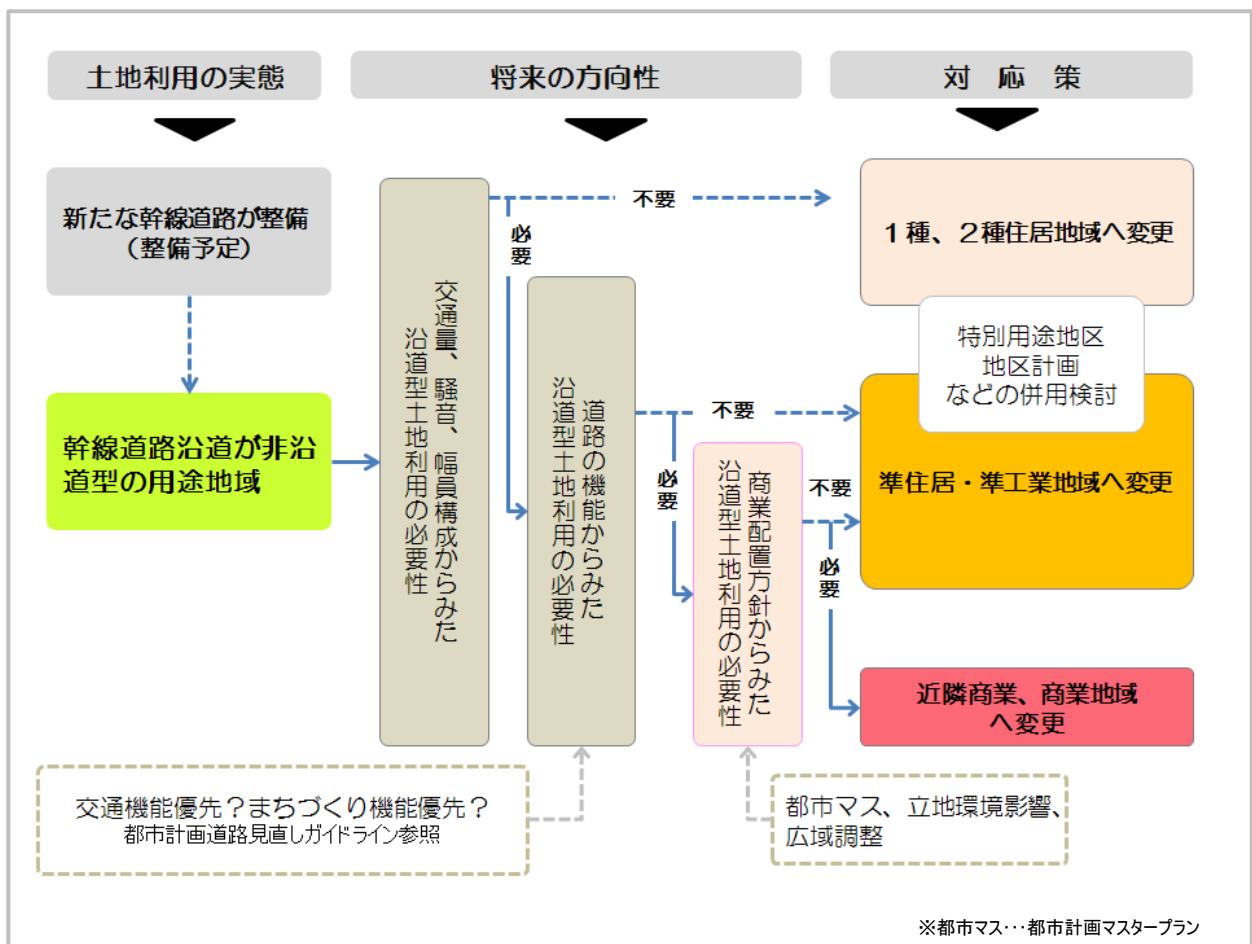 土地利用の実態
将来の方向性
対 応 策
新たな幹線道路が整備
（整備予定）
幹線道路沿道が非沿
道型の用途地域
交通量、騒音、幅員構成からみた
沿道型土地利用の必要性
不要
必要
道路の機能からみた
沿道型土地利用の必要性
不要
必要
商業配置方針からみた
沿道型土地利用の必要性
不要
必要
１種、２種住居地域へ変更
特別用途地区
地区計画
などの併用検討
準住居・準工業地域へ変更
近隣商業、商業地域
へ変更
交通機能優先？まちづくり機能優先？
都市計画道路見直しガイドライン参照
都市マス、立地環境影響、
広域調整
※都市マス･･･都市計画マスタープラン